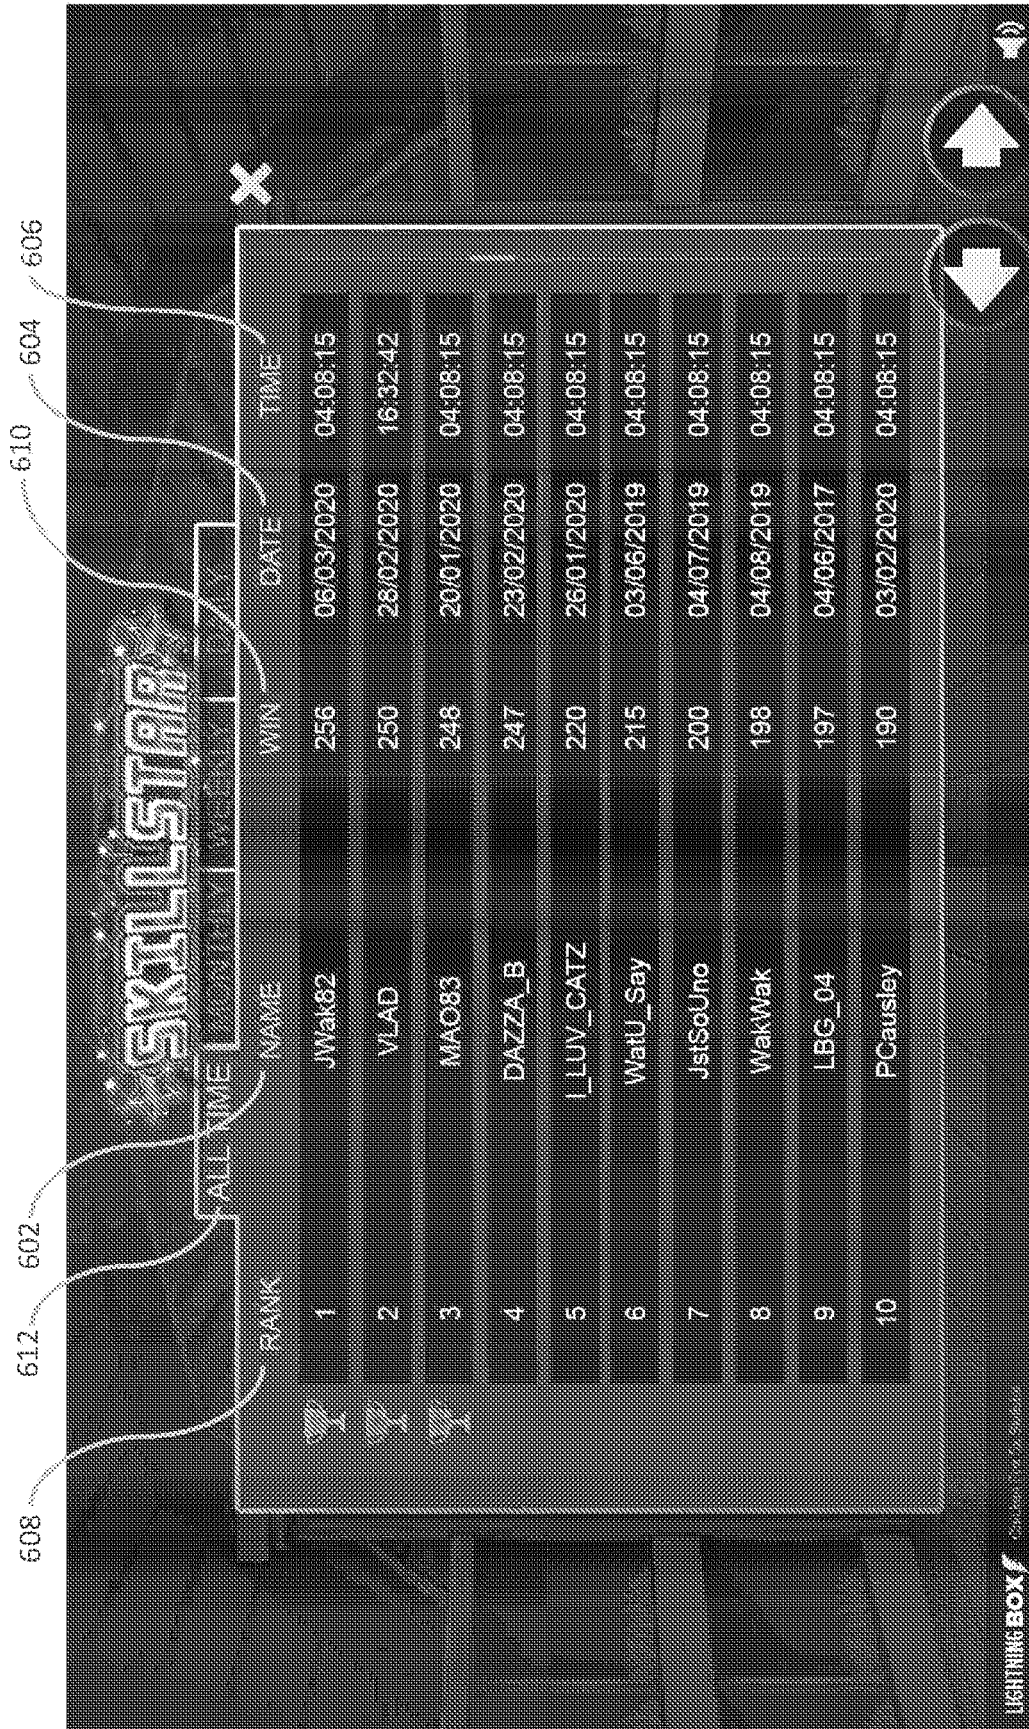 608 612 602 610 604 606
SKILLSTAR
ALL TIME
RANK NAME WIN DATE TIME
1 JWak82 256 06/03/2020 04:08:15
2 VLAD 250 28/02/2020 16:32:42
3 MAO83 248 20/01/2020 04:08:15
4 DAZZA_B 247 23/02/2020 04:08:15
5 I_LUV_CATZ 220 26/01/2020 04:08:15
6 WatU_Say 215 03/06/2019 04:08:15
7 JstSoUno 200 04/07/2019 04:08:15
8 WakWak 198 04/08/2019 04:08:15
9 LBG_04 197 04/06/2017 04:08:15
10 PCausley 190 03/02/2020 04:08:15
LIGHTNING BOX